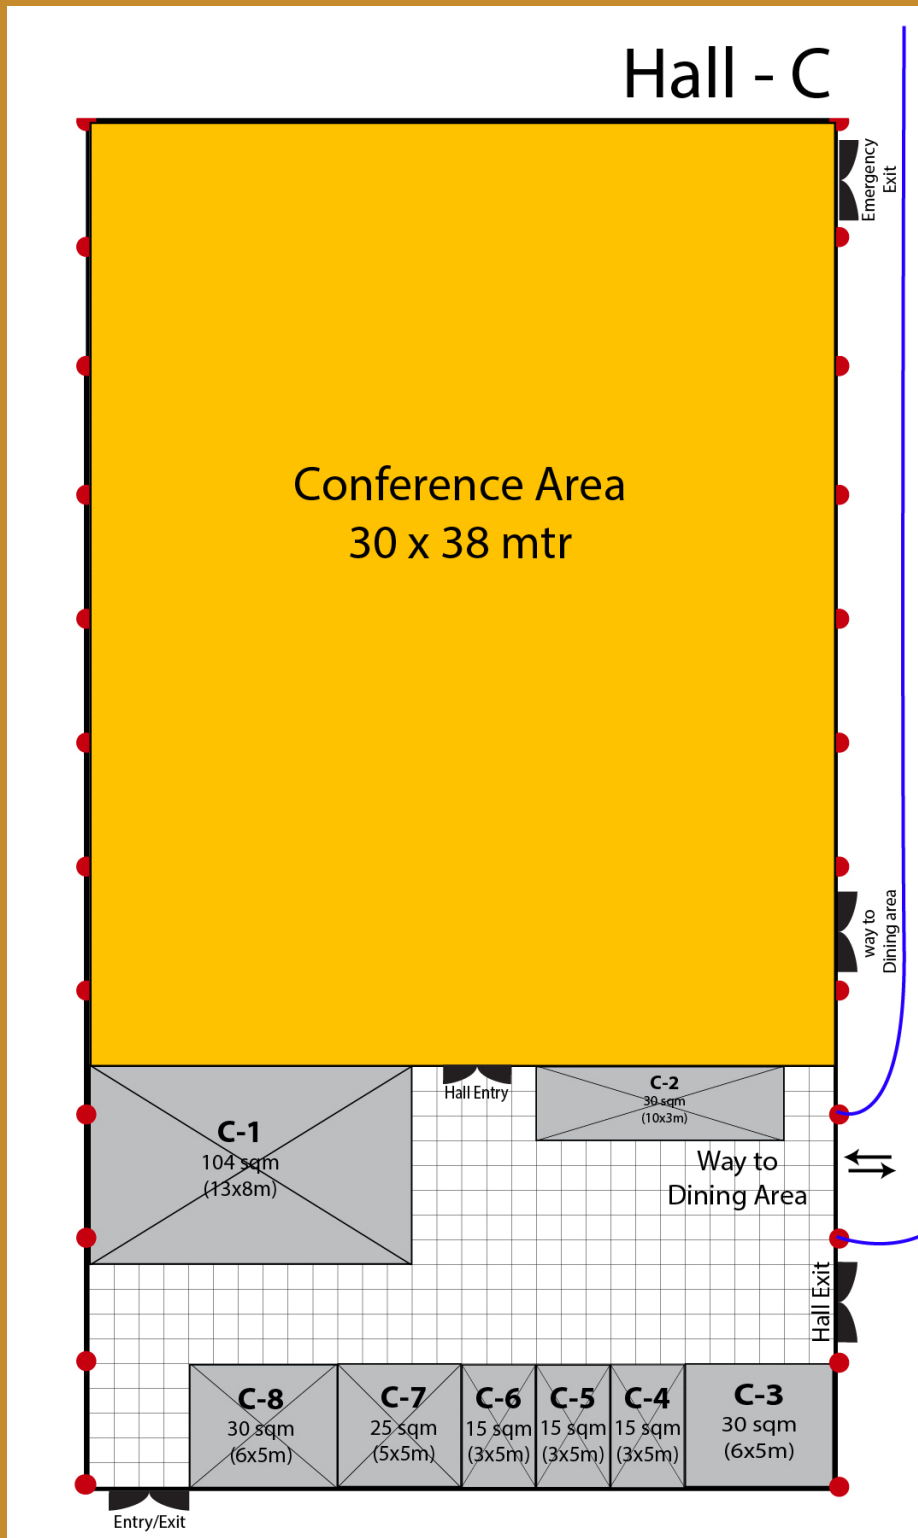 Hall - C
Emergency
Exit
Conference Area
30 x 38 mtr
way to
Dining area
Hall Entry
C-1
104 sqm
(13x8m)
C-2
30 sqm
(10x3m)
Way to
Dining Area
Hall Exit
C-8
30 sqm
(6x5m)
C-7
25 sqm
(5x5m)
C-6
15 sqm
(3x5m)
C-5
15 sqm
(3x5m)
C-4
15 sqm
(3x5m)
C-3
30 sqm
(6x5m)
Entry/Exit